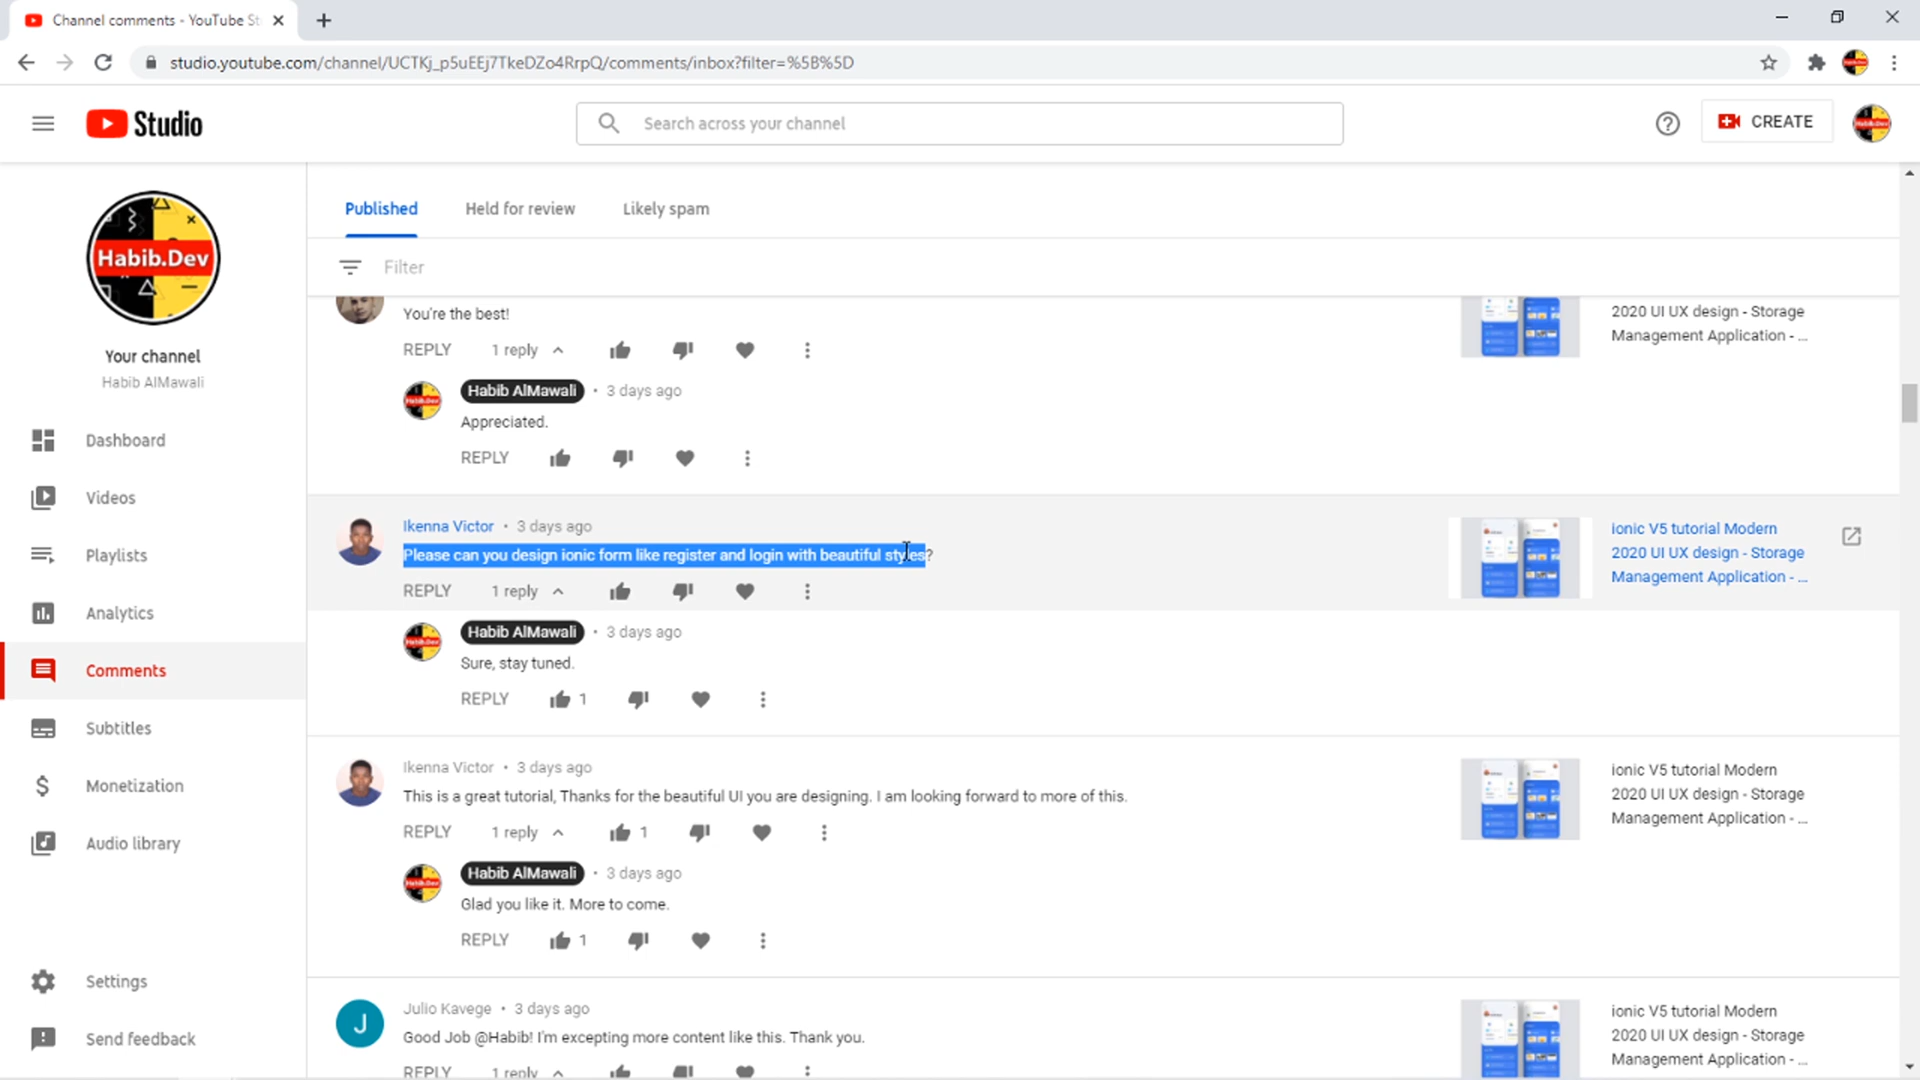 Channel comments - YouTube St
studio.youtube.com/channel/UCTKj_p5uEEj7TkeDZo4RrpQ/comments/inbox?filter=%5B%5D
Studio
Search across your channel
CREATE
Habib.Dev
Your channel
Habib AlMawali
Dashboard
Videos
Playlists
Analytics
Comments
Subtitles
Monetization
Audio library
Settings
Send feedback
Published
Held for review
Likely spam
Filter
You're the best!
REPLY 1 reply
2020 UI UX design - Storage
Management Application - ...
Habib AlMawali • 3 days ago
Appreciated.
REPLY
Ikenna Victor • 3 days ago
Please can you design ionic form like register and login with beautiful styles?
REPLY 1 reply
ionic V5 tutorial Modern
2020 UI UX design - Storage
Management Application - ...
Habib AlMawali • 3 days ago
Sure, stay tuned.
REPLY 1
Ikenna Victor • 3 days ago
This is a great tutorial, Thanks for the beautiful UI you are designing. I am looking forward to more of this.
REPLY 1 reply 1
ionic V5 tutorial Modern
2020 UI UX design - Storage
Management Application - ...
Habib AlMawali • 3 days ago
Glad you like it. More to come.
REPLY 1
J
Julio Kavege • 3 days ago
Good Job @Habib! I'm excepting more content like this. Thank you.
REPLY 1 reply
ionic V5 tutorial Modern
2020 UI UX design - Storage
Management Application - ...